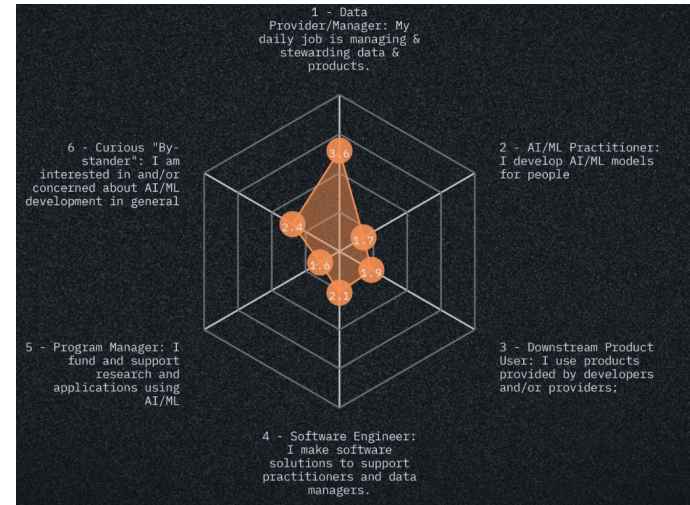 1 - Data
Provider/Manager: My
daily job is managing &
stewarding data &
products.
6 - Curious "By-
stander": I am
interested in and/or
concerned about AI/ML
development in general
2 - AI/ML Practitioner:
I develop AI/ML models
for people
3.6
2.4
1.7
1.6
1.9
2.1
5 - Program Manager: I
fund and support
research and
applications using
AI/ML
3 - Downstream Product
User: I use products
provided by developers
and/or providers;
4 - Software Engineer:
I make software
solutions to support
practitioners and data
managers.